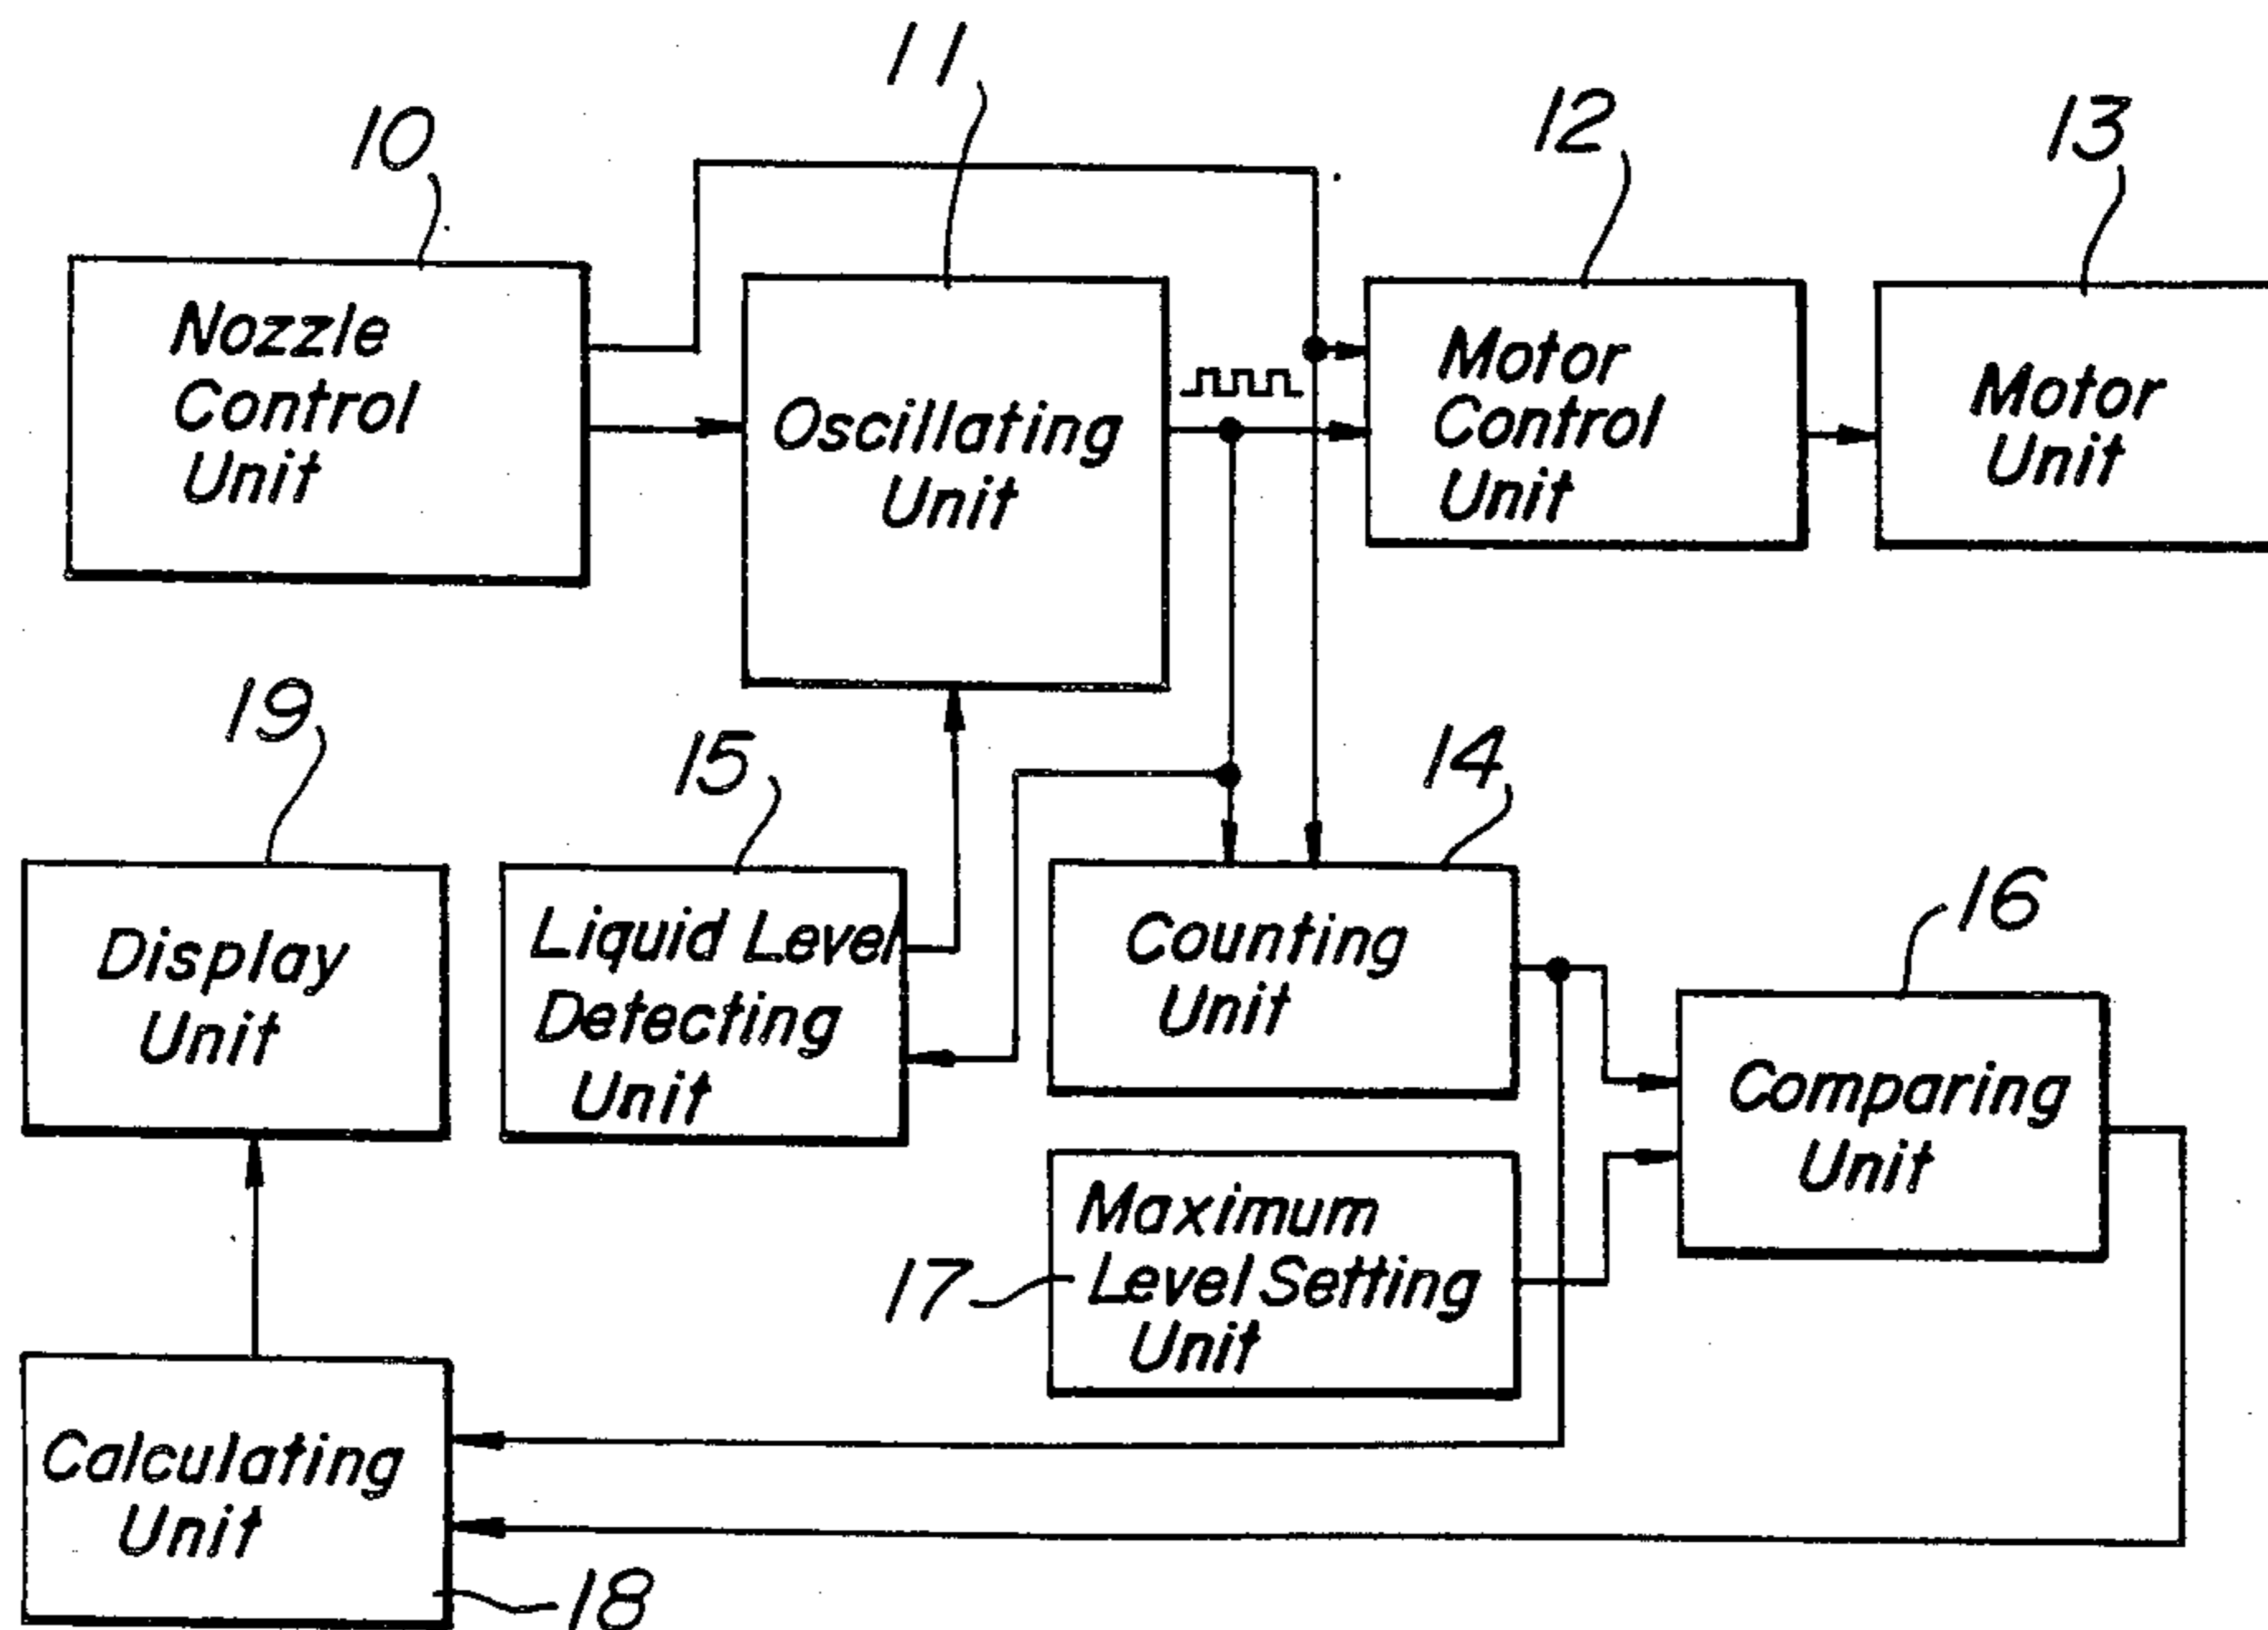 11
10
12
13
Nozzle
Control
Unit
Oscillating
Unit
Motor
Control
Unit
Motor
Unit
19
15
14
16
Display
Unit
Liquid Level
Detecting
Unit
Counting
Unit
Comparing
Unit
17
Maximum
Level Setting
Unit
Calculating
Unit
18